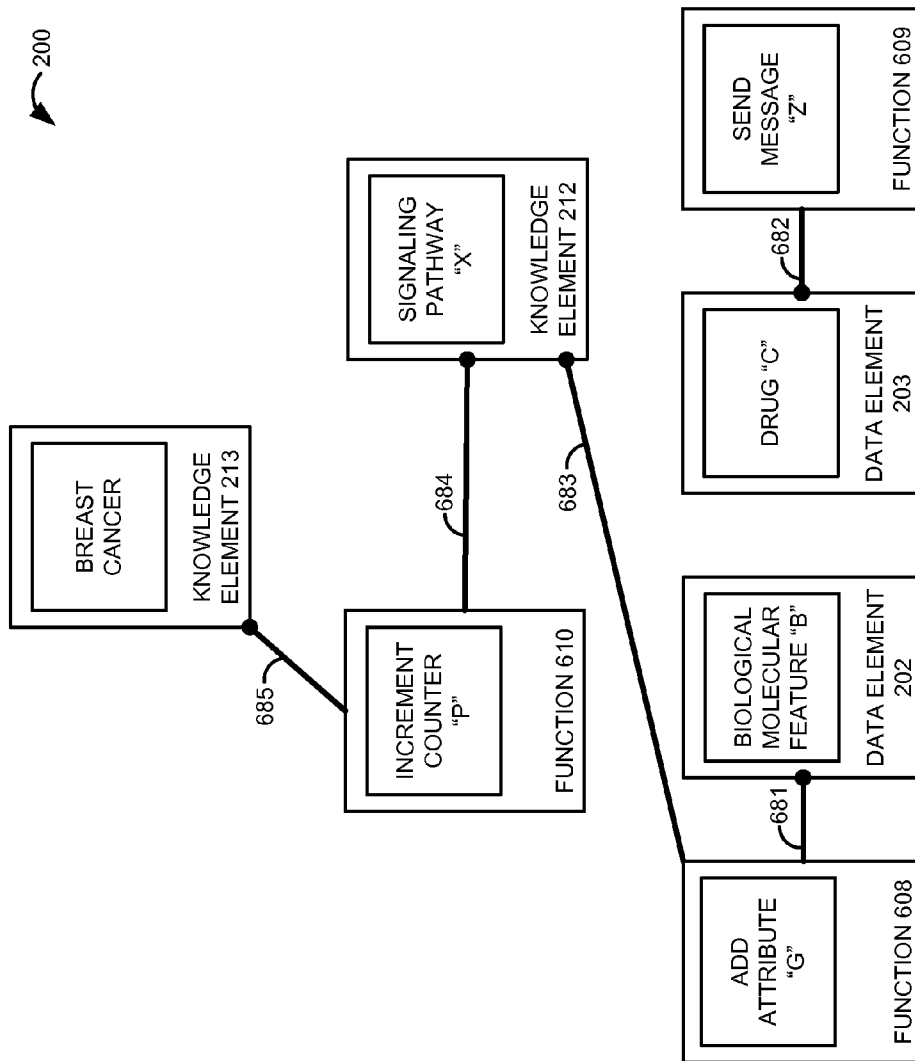 200
BREAST
CANCER
KNOWLEDGE
ELEMENT 213
685
INCREMENT
COUNTER
"P"
FUNCTION 610
684
SIGNALING
PATHWAY
"X"
KNOWLEDGE
ELEMENT 212
683
ADD
ATTRIBUTE
"G"
FUNCTION 608
681
BIOLOGICAL
MOLECULAR
FEATURE "B"
DATA ELEMENT
202
DRUG "C"
DATA ELEMENT
203
682
SEND
MESSAGE
"Z"
FUNCTION 609